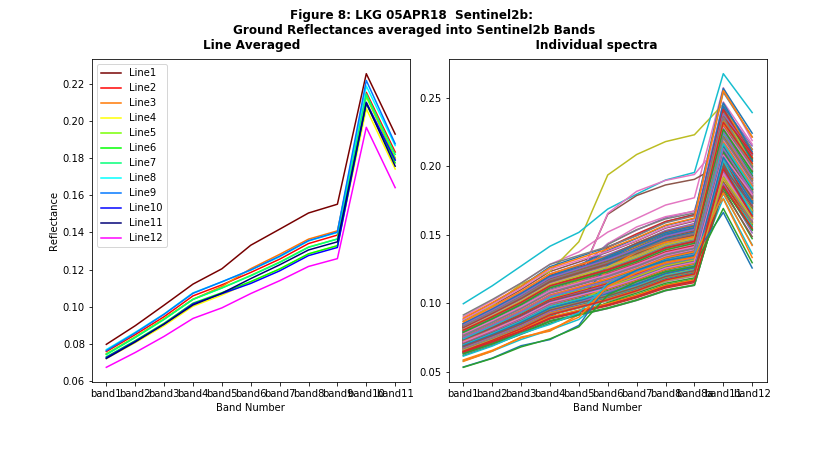 Figure 8: LKG 05APR18  Sentinel2b:
Ground Reflectances averaged into Sentinel2b Bands
Line Averaged
Individual spectra
Reflectance
0.22
0.20
0.18
0.16
0.14
0.12
0.10
0.08
0.06
Line1
Line2
Line3
Line4
Line5
Line6
Line7
Line8
Line9
Line10
Line11
Line12
band1 band2 band3 band4 band5 band6 band7 band8 band9 band10 band11
Band Number
0.25
0.20
0.15
0.10
0.05
band1 band2 band3 band4 band5 band6 band7 band8 band8a band11 band12
Band Number